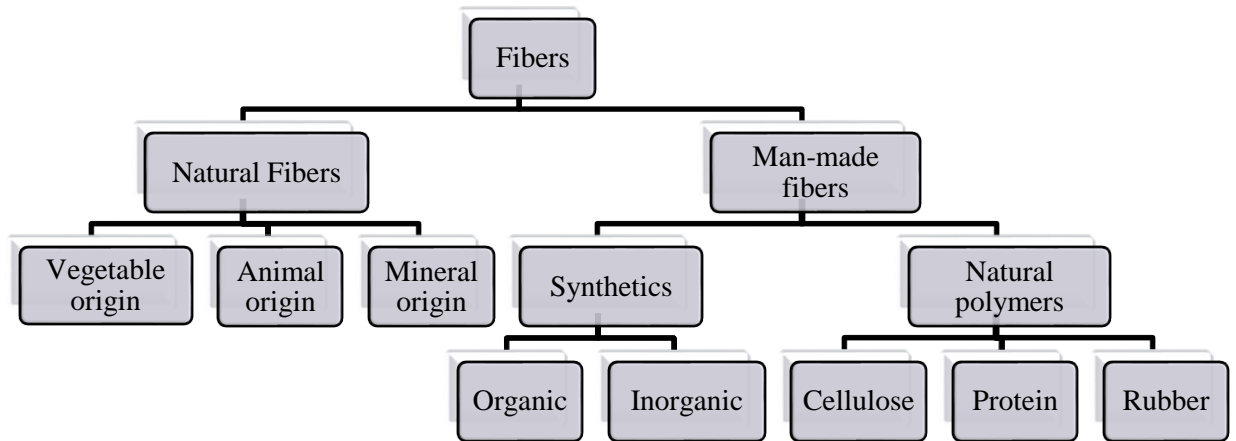 Fibers
Natural Fibers
Man-made
fibers
Vegetable
origin
Animal
origin
Mineral
origin
Synthetics
Natural
polymers
Organic
Inorganic
Cellulose
Protein
Rubber